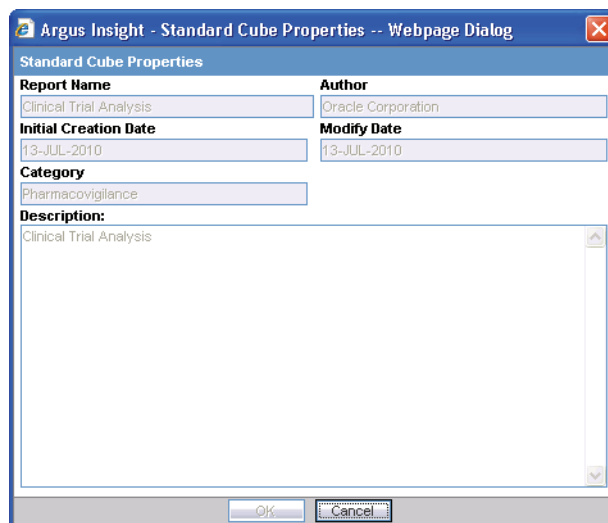 Argus Insight - Standard Cube Properties -- Webpage Dialog
Standard Cube Properties
Report Name Author
Clinical Trial Analysis Oracle Corporation
Initial Creation Date Modify Date
13-JUL-2010 13-JUL-2010
Category
Pharmacovigilance
Description:
Clinical Trial Analysis
OK Cancel